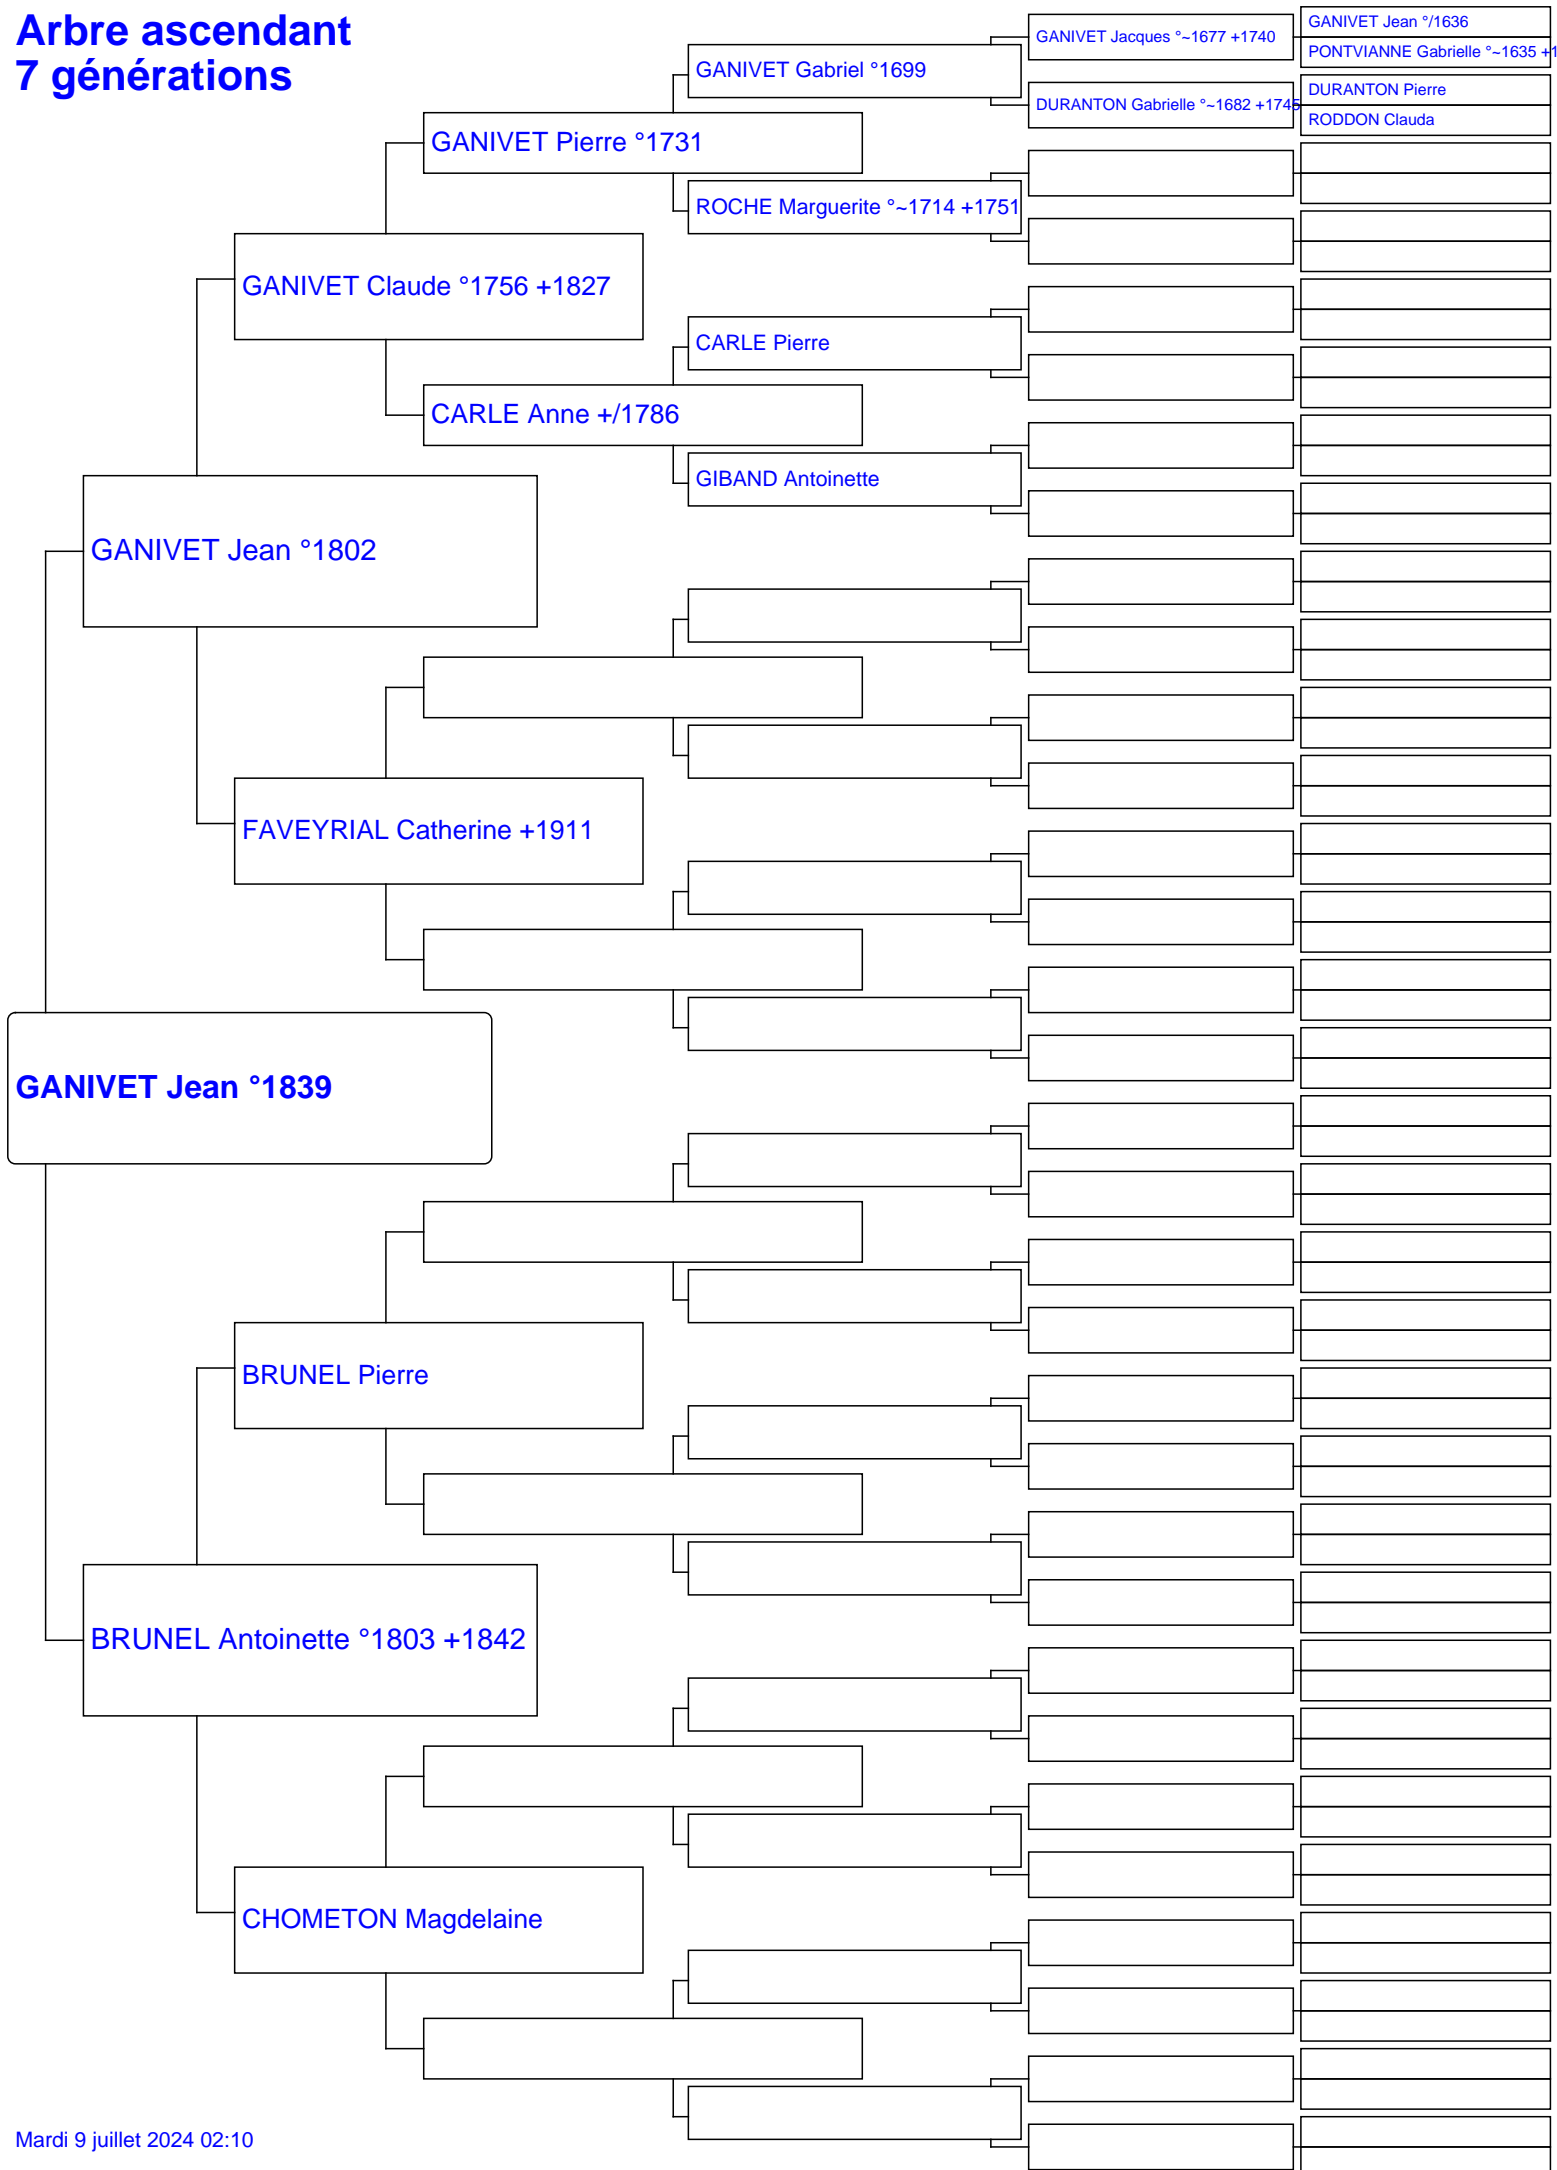 Arbre ascendant
7 générations
GANIVET Jean °/1636
GANIVET Jacques °~1677 +1740
PONTVIANNE Gabrielle °~1635 +1
GANIVET Gabriel °1699
DURANTON Pierre
DURANTON Gabrielle °~1682 +1745
RODDON Clauda
GANIVET Pierre °1731
ROCHE Marguerite °~1714 +1751
GANIVET Claude °1756 +1827
CARLE Pierre
CARLE Anne +/1786
GIBAND Antoinette
GANIVET Jean °1802
FAVEYRIAL Catherine +1911
GANIVET Jean °1839
BRUNEL Pierre
BRUNEL Antoinette °1803 +1842
CHOMETON Magdelaine
Mardi 9 juillet 2024 02:10